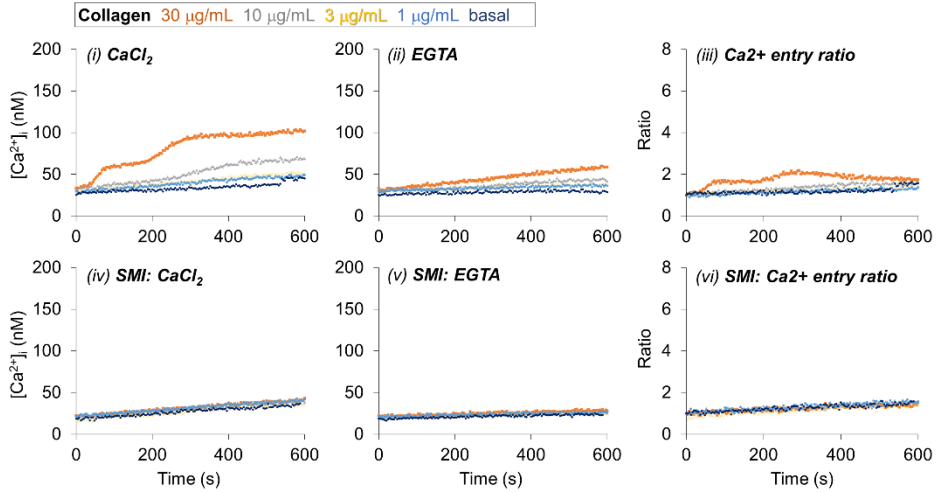 Collagen 30 μg/mL 10 μg/mL 3 μg/mL 1 μg/mL basal
(i) CaCl₂
(ii) EGTA
(iii) Ca2+ entry ratio
[Ca²⁺]ᵢ (nM)
200
150
100
50
0
0 200 400 600
200
150
100
50
0
0 200 400 600
Ratio
8
6
4
2
0
0 200 400 600
(iv) SMI: CaCl₂
(v) SMI: EGTA
(vi) SMI: Ca2+ entry ratio
[Ca²⁺]ᵢ (nM)
200
150
100
50
0
0 200 400 600
Time (s)
200
150
100
50
0
0 200 400 600
Time (s)
Ratio
8
6
4
2
0
0 200 400 600
Time (s)